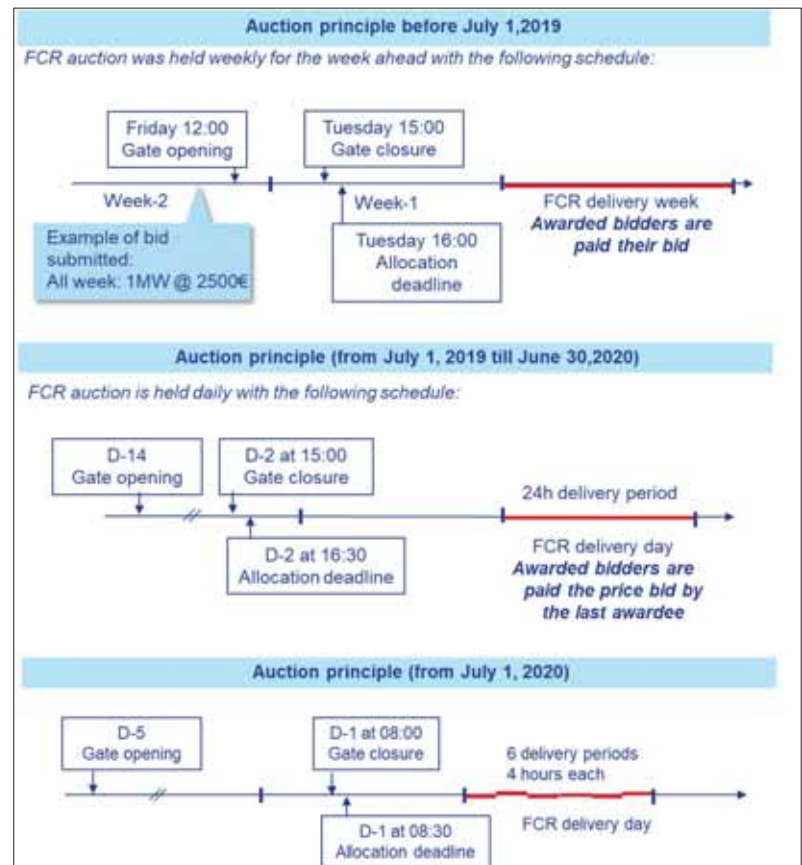 Auction principle before July 1,2019
FCR auction was held weekly for the week ahead with the following schedule:
Friday 12:00
Gate opening
Tuesday 15:00
Gate closure
Week-2
Week-1
FCR delivery week
Awarded bidders are
paid their bid
Example of bid
submitted:
All week: 1MW @ 2500€
Tuesday 16:00
Allocation
deadline
Auction principle (from July 1, 2019 till June 30,2020)
FCR auction is held daily with the following schedule:
D-14
Gate opening
D-2 at 15:00
Gate closure
24h delivery period
D-2 at 16:30
Allocation deadline
FCR delivery day
Awarded bidders are
paid the price bid by
the last awardee
Auction principle (from July 1, 2020)
D-5
Gate opening
D-1 at 08:00
Gate closure
6 delivery periods
4 hours each
D-1 at 08:30
Allocation deadline
FCR delivery day